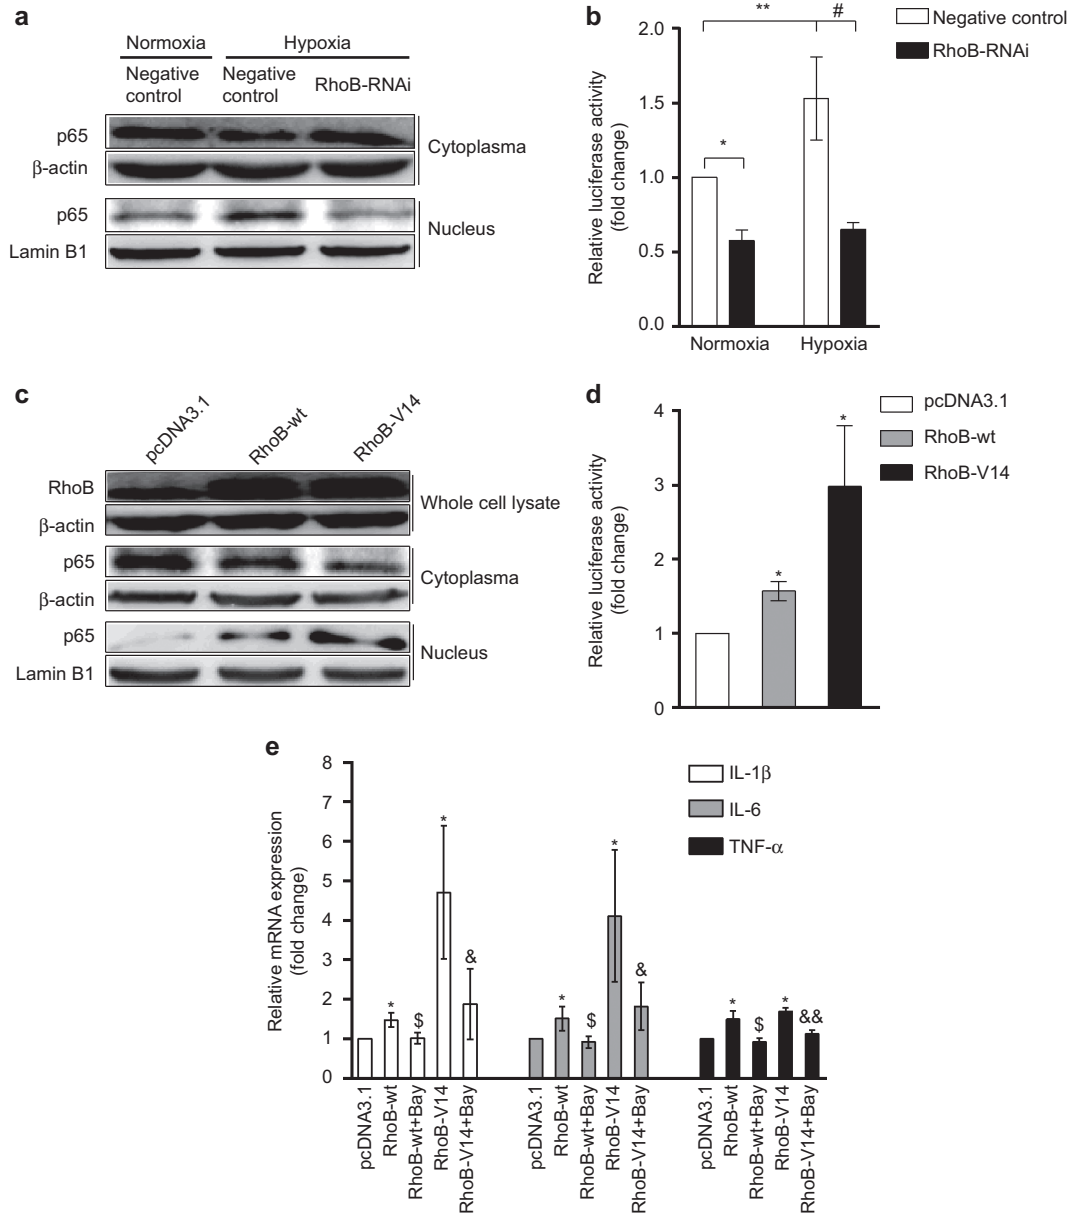 a
Normoxia
Hypoxia
Negative
control
Negative
control
RhoB-RNAi
p65
β-actin
Cytoplasma
p65
Lamin B1
Nucleus
b
Negative control
RhoB-RNAi
** #
*
Relative luciferase activity
(fold change)
2.0
1.5
1.0
0.5
0.0
Normoxia
Hypoxia
c
pcDNA3.1
RhoB-wt
RhoB-V14
RhoB
β-actin
Whole cell lysate
p65
β-actin
Cytoplasma
p65
Lamin B1
Nucleus
d
pcDNA3.1
RhoB-wt
RhoB-V14
Relative luciferase activity
(fold change)
4
3
2
1
0
*
*
e
IL-1β
IL-6
TNF-α
Relative mRNA expression
(fold change)
8
7
6
5
4
3
2
1
0
* $ * &
* $ * &
* $ * &&
pcDNA3.1
RhoB-wt
RhoB-wt+Bay
RhoB-V14
RhoB-V14+Bay
pcDNA3.1
RhoB-wt
RhoB-wt+Bay
RhoB-V14
RhoB-V14+Bay
pcDNA3.1
RhoB-wt
RhoB-wt+Bay
RhoB-V14
RhoB-V14+Bay